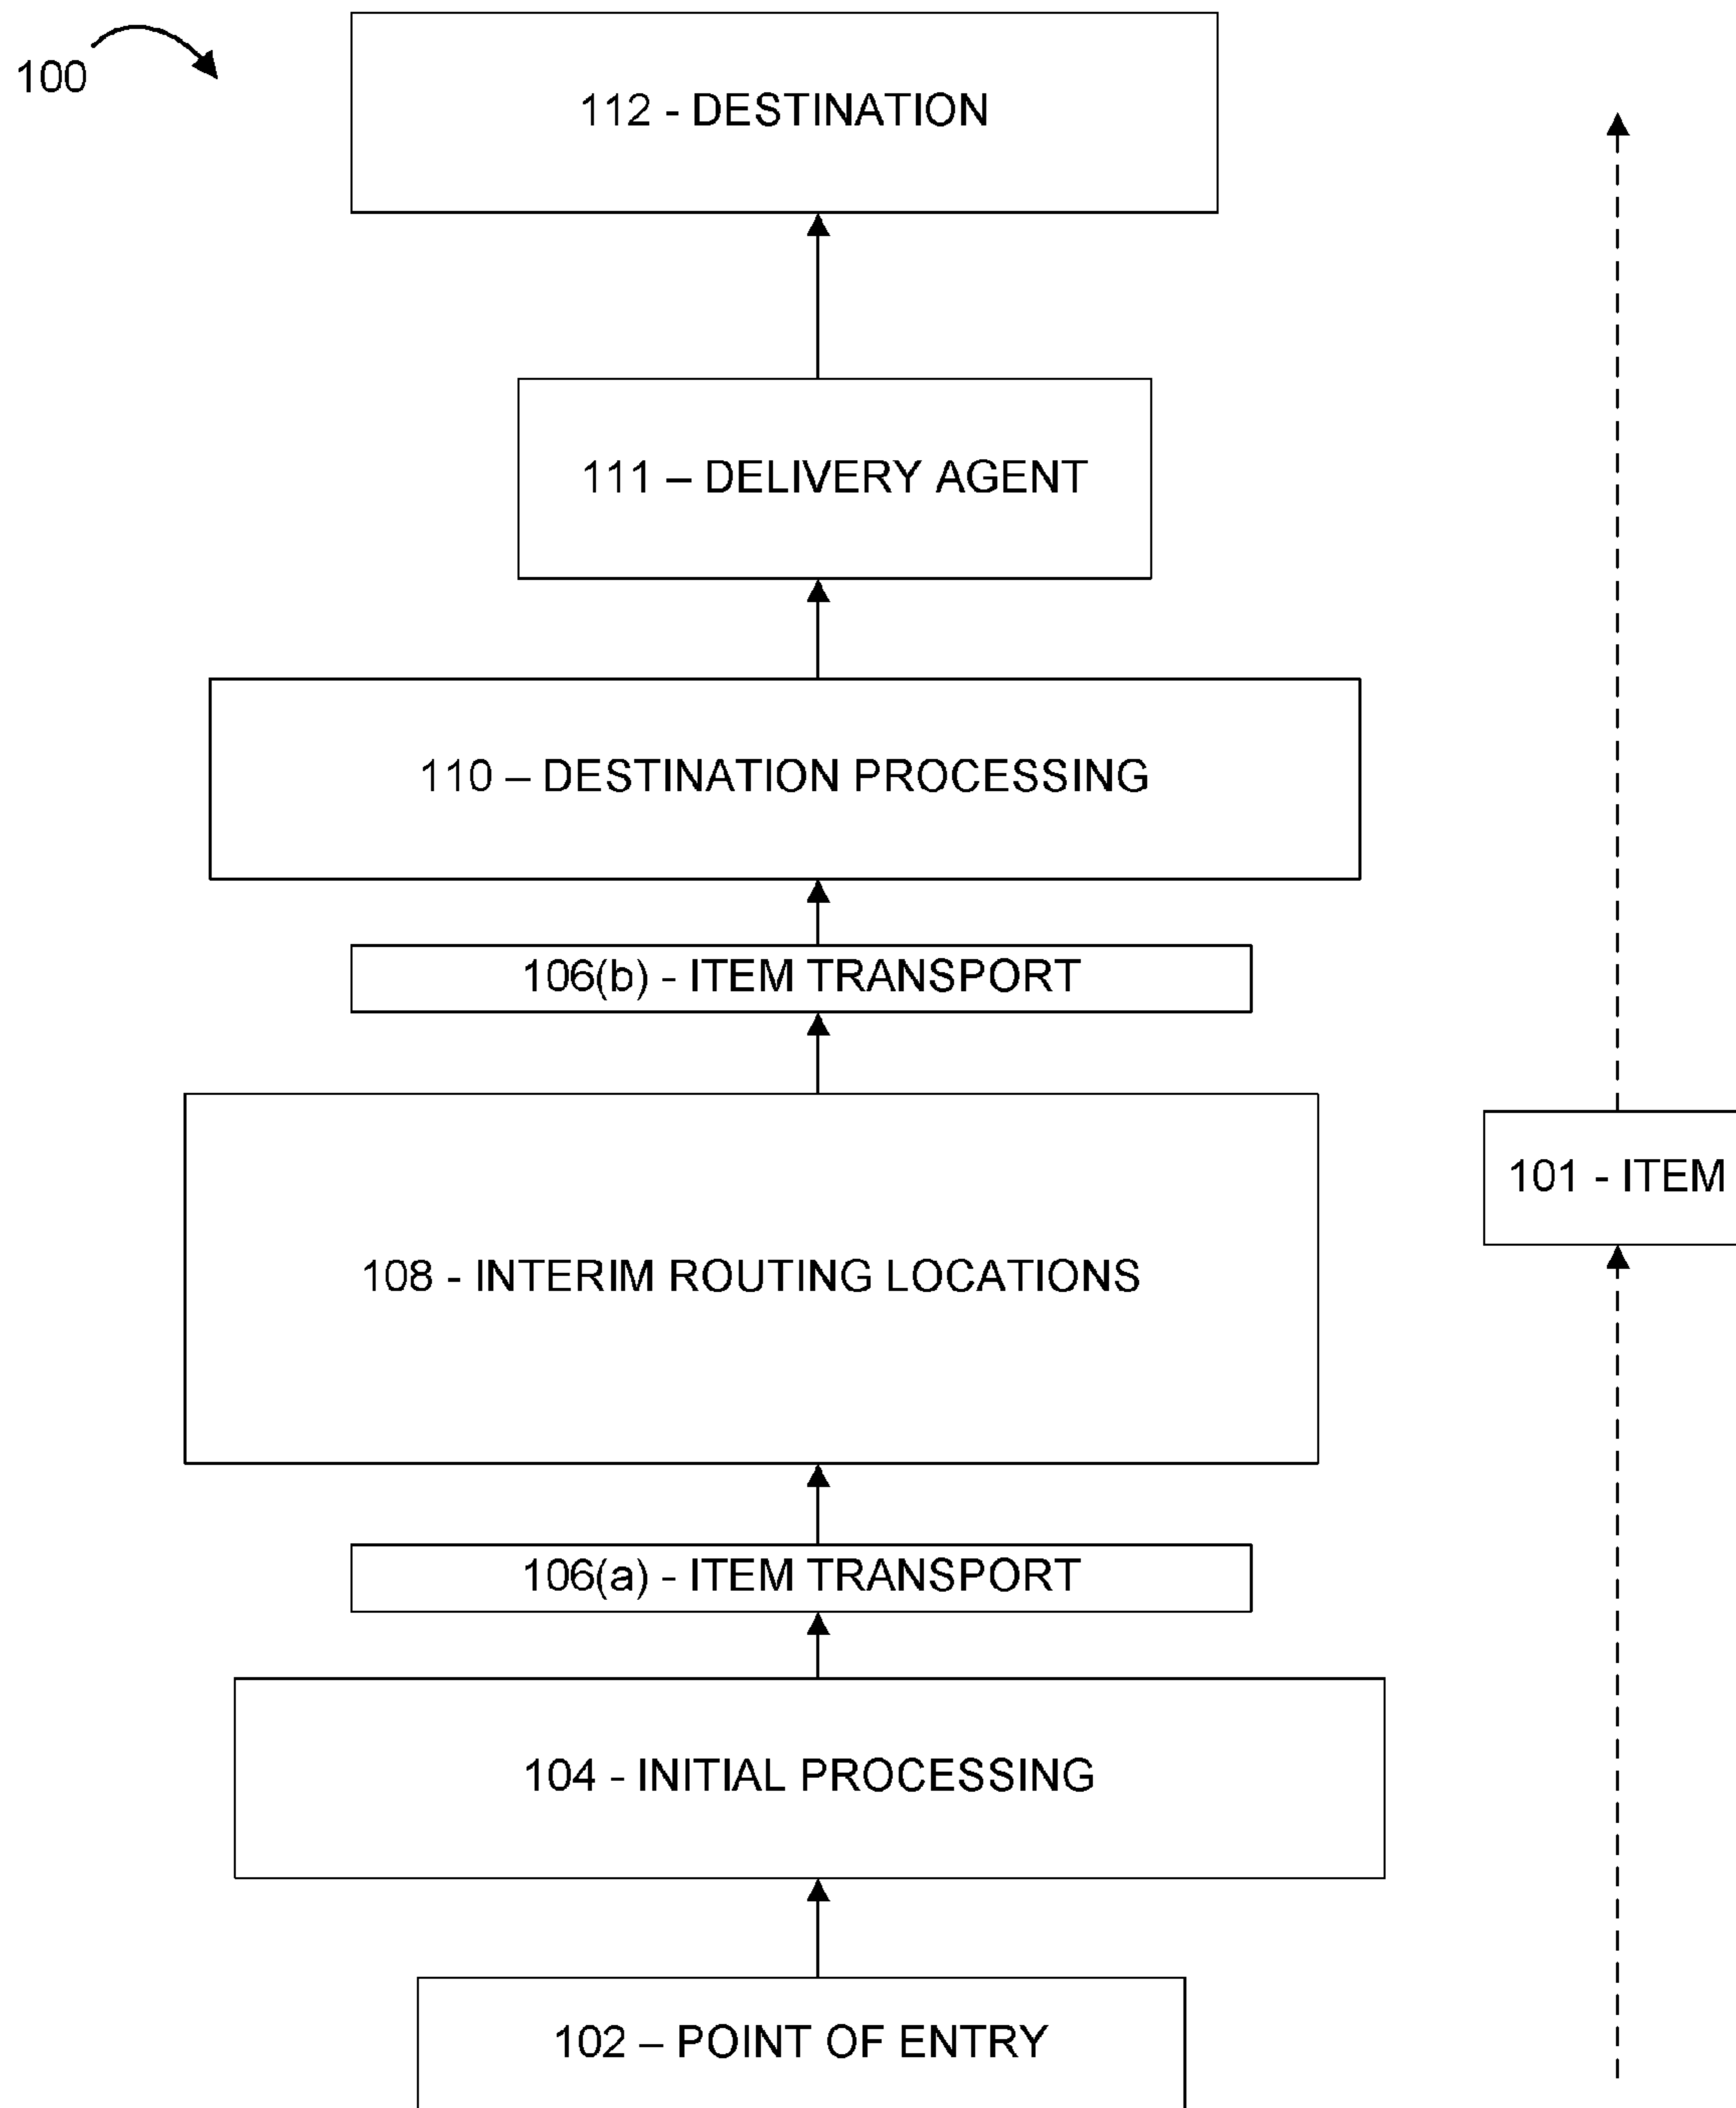 100
112 - DESTINATION
111 – DELIVERY AGENT
110 – DESTINATION PROCESSING
106(b) - ITEM TRANSPORT
101 - ITEM
108 - INTERIM ROUTING LOCATIONS
106(a) - ITEM TRANSPORT
104 - INITIAL PROCESSING
102 – POINT OF ENTRY